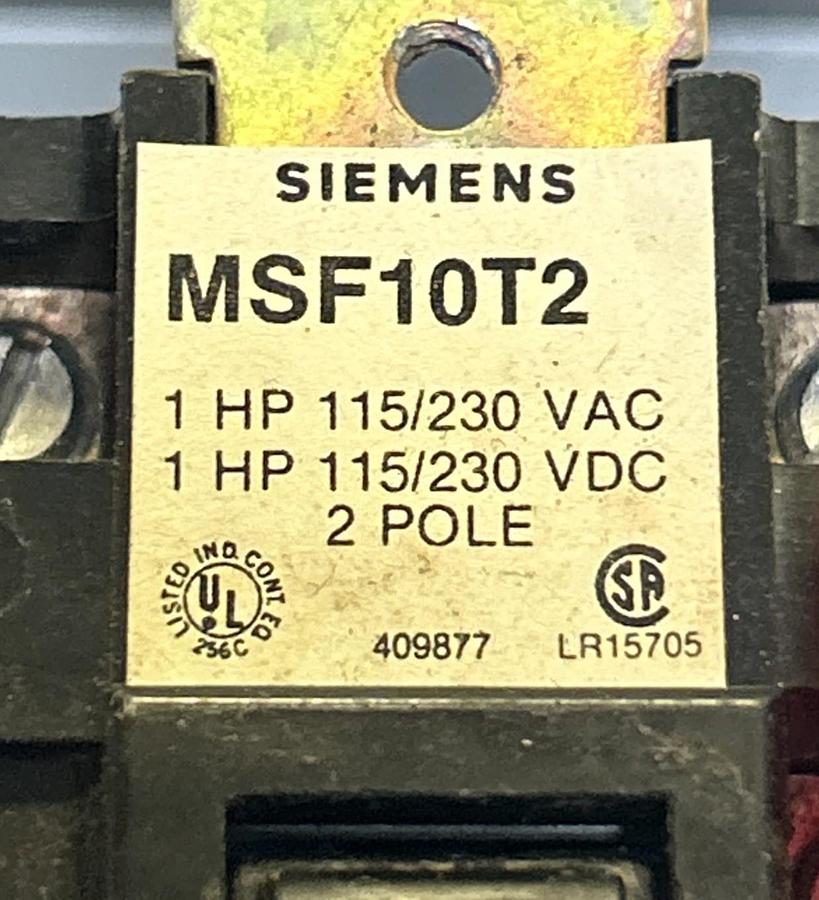 SIEMENS
MSF10T2
1 HP 115/230 VAC
1 HP 115/230 VDC
2 POLE
LISTED IND. CONT. EQ.
UL
256C
SA
409877
LR15705